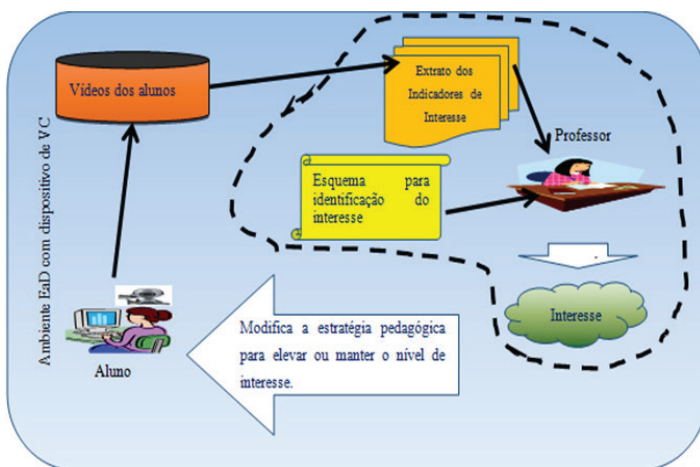 Vídeos dos alunos
Extrato dos
Indicadores de
Interesse
Professor
Esquema para
identificação do
interesse
Interesse
Modifica a estratégia pedagógica
para elevar ou manter o nível de
interesse.
Aluno
Ambiente EaD com dispositivo de VC